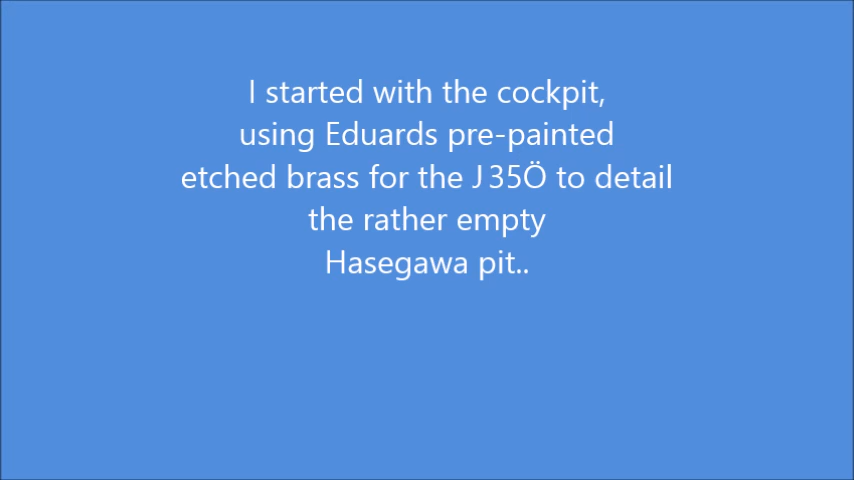 I started with the cockpit,
using Eduards pre-painted
etched brass for the J 35Ö to detail
the rather empty
Hasegawa pit..